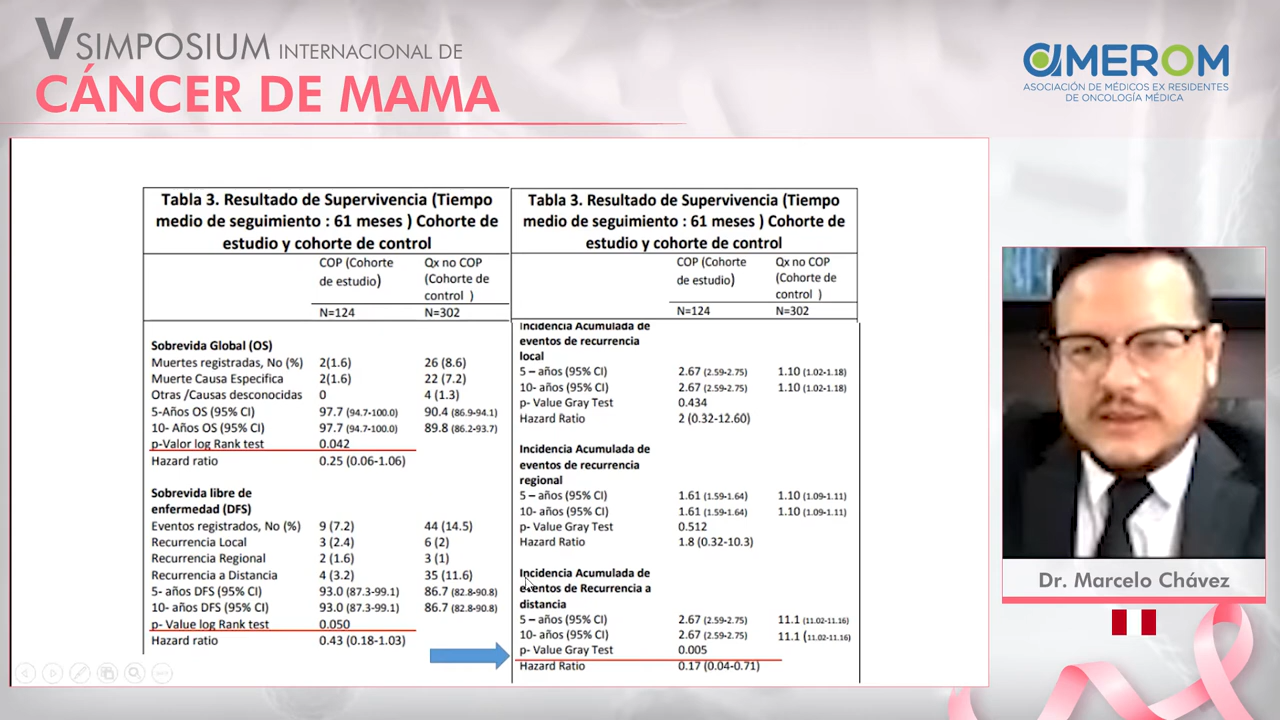 V SIMPOSIUM INTERNACIONAL DE
CÁNCER DE MAMA
aMEROM
ASOCIACIÓN DE MÉDICOS EX RESIDENTES
DE ONCOLOGÍA MÉDICA
Tabla 3. Resultado de Supervivencia (Tiempo
medio de seguimiento : 61 meses ) Cohorte de
estudio y cohorte de control
COP (Cohorte
de estudio)
Qx no COP
(Cohorte de
control )
N=124 N=302
Sobrevida Global (OS)
Muertes registradas, No (%) 2(1.6) 26 (8.6)
Muerte Causa Especifica 2(1.6) 22 (7.2)
Otras /Causas desconocidas 0 4 (1.3)
5-Años OS (95% CI) 97.7 (94.7-100.0) 90.4 (86.9-94.1)
10- Años OS (95% CI) 97.7 (94.7-100.0) 89.8 (86.2-93.7)
p-Valor log Rank test 0.042
Hazard ratio 0.25 (0.06-1.06)
Sobrevida libre de
enfermedad (DFS)
Eventos registrados, No (%) 9 (7.2) 44 (14.5)
Recurrencia Local 3 (2.4) 6 (2)
Recurrencia Regional 2 (1.6) 3 (1)
Recurrencia a Distancia 4 (3.2) 35 (11.6)
5- años DFS (95% CI) 93.0 (87.3-99.1) 86.7 (82.8-90.8)
10- años DFS (95% CI) 93.0 (87.3-99.1) 86.7 (82.8-90.8)
p- Value log Rank test 0.050
Hazard ratio 0.43 (0.18-1.03)
Tabla 3. Resultado de Supervivencia (Tiempo
medio de seguimiento : 61 meses ) Cohorte de
estudio y cohorte de control
COP (Cohorte
de estudio)
Qx no COP
(Cohorte de
control )
N=124 N=302
Incidencia Acumulada de
eventos de recurrencia
local
5 – años (95% CI) 2.67 (2.59-2.75) 1.10 (1.02-1.18)
10- años (95% CI) 2.67 (2.59-2.75) 1.10 (1.02-1.18)
p- Value Gray Test 0.434
Hazard Ratio 2 (0.32-12.60)
Incidencia Acumulada de
eventos de recurrencia
regional
5 – años (95% CI) 1.61 (1.59-1.64) 1.10 (1.09-1.11)
10- años (95% CI) 1.61 (1.59-1.64) 1.10 (1.09-1.11)
p- Value Gray Test 0.512
Hazard Ratio 1.8 (0.32-10.3)
Incidencia Acumulada de
eventos de Recurrencia a
distancia
5 – años (95% CI) 2.67 (2.59-2.75) 11.1 (11.02-11.16)
10- años (95% CI) 2.67 (2.59-2.75) 11.1 (11.02-11.16)
p- Value Gray Test 0.005
Hazard Ratio 0.17 (0.04-0.71)
Dr. Marcelo Chávez